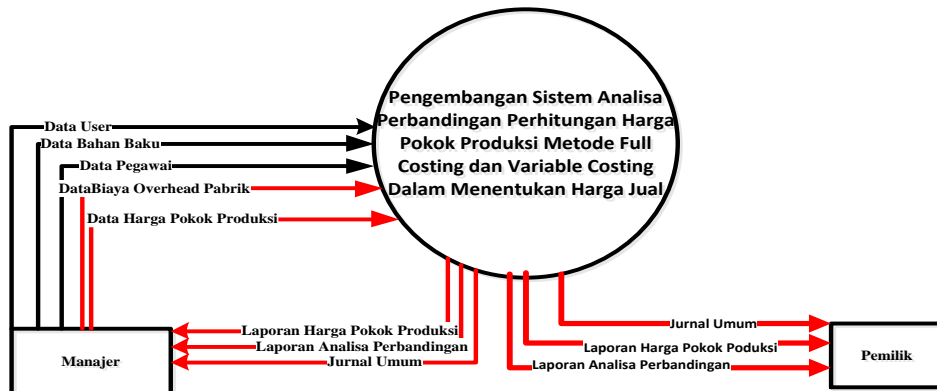 Pengembangan Sistem Analisa
Perbandingan Perhitungan Harga
Pokok Produksi Metode Full
Costing dan Variable Costing
Dalam Menentukan Harga Jual
Data User
Data Bahan Baku
Data Pegawai
DataBiaya Overhead Pabrik
Data Harga Pokok Produksi
Laporan Harga Pokok Produksi
Laporan Analisa Perbandingan
Jurnal Umum
Manajer
Jurnal Umum
Laporan Harga Pokok Poduksi
Laporan Analisa Perbandingan
Pemilik